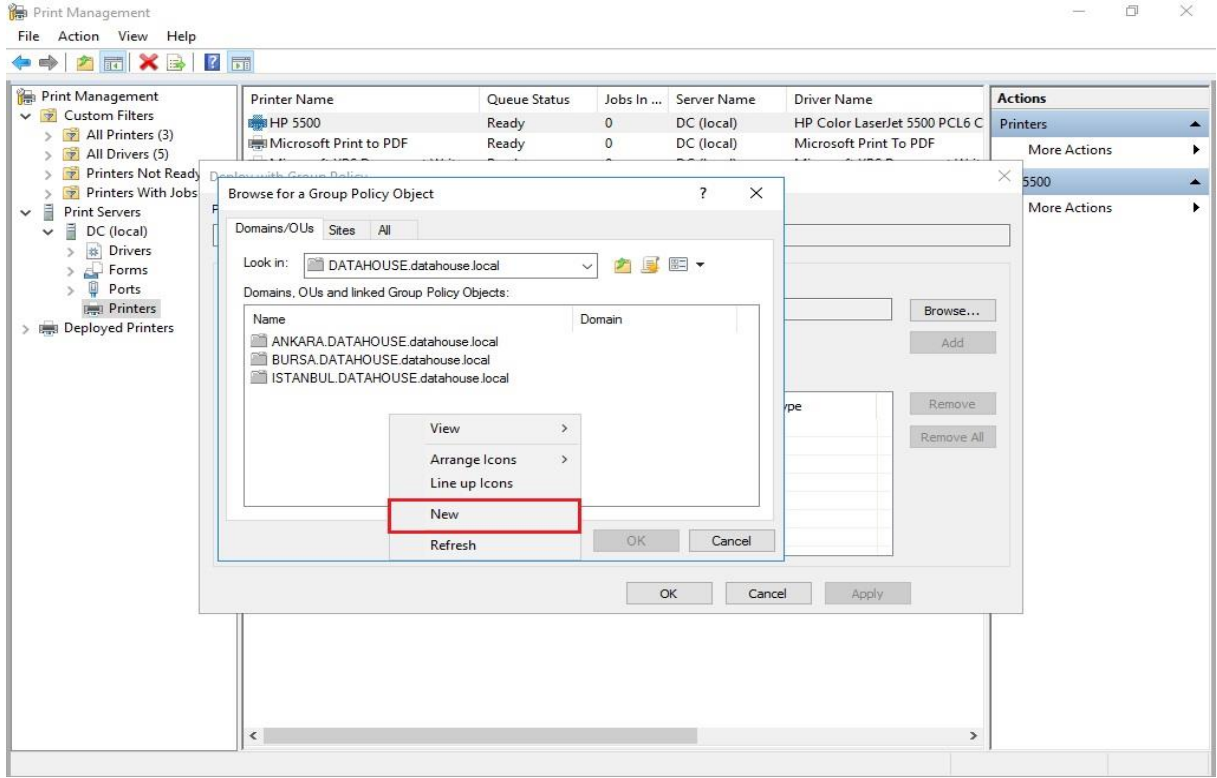 Print Management
File Action View Help
Print Management
Custom Filters
All Printers (3)
All Drivers (5)
Printers Not Ready
Printers With Jobs
Print Servers
DC (local)
Drivers
Forms
Ports
Printers
Deployed Printers
Printer Name Queue Status Jobs In ... Server Name Driver Name
HP 5500 Ready 0 DC (local) HP Color LaserJet 5500 PCL6 C
Microsoft Print to PDF Ready 0 DC (local) Microsoft Print To PDF
Actions
Printers
More Actions
5500
More Actions
Deploy with Group Policy
Browse for a Group Policy Object
Domains/OUs Sites All
Look in: DATAHOUSE.datahouse.local
Domains, OUs and linked Group Policy Objects:
Name Domain
ANKARA.DATAHOUSE.datahouse.local
BURSA.DATAHOUSE.datahouse.local
ISTANBUL.DATAHOUSE.datahouse.local
View
Arrange Icons
Line up Icons
New
Refresh
OK Cancel
Browse...
Add
ype
Remove
Remove All
OK Cancel Apply